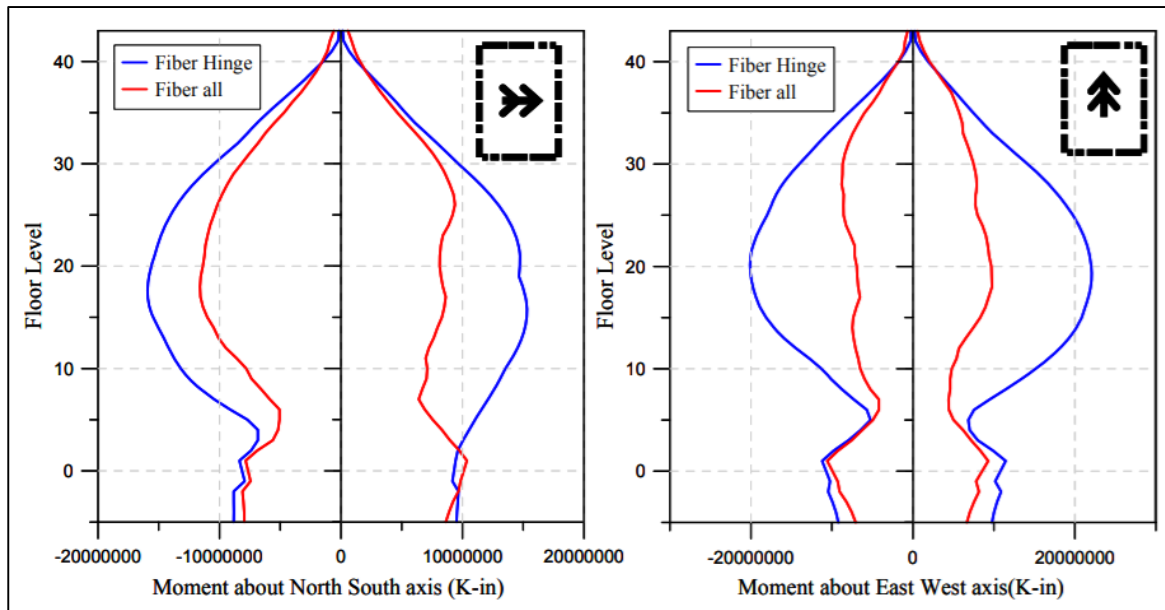 Fiber Hinge
Fiber all
40
30
20
10
0
Floor Level
-20000000 -10000000 0 10000000 20000000
Moment about North South axis (K-in)
Fiber Hinge
Fiber all
40
30
20
10
0
Floor Level
-20000000 0 20000000
Moment about East West axis(K-in)